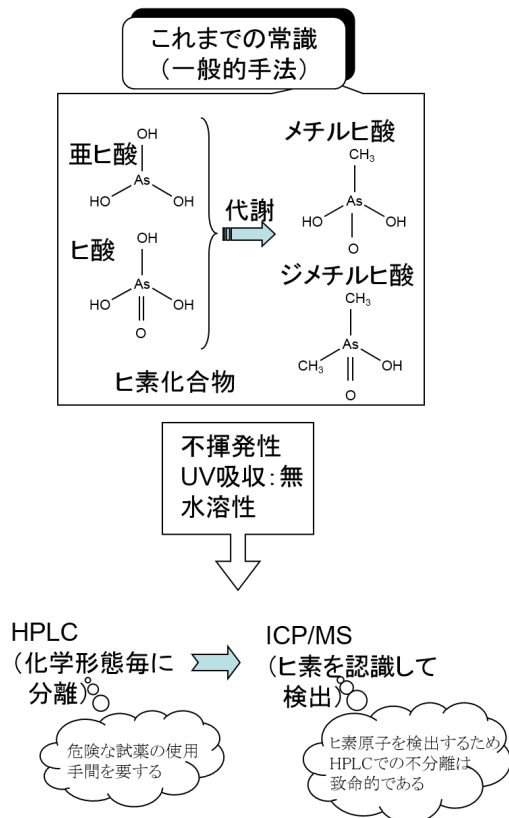 これまでの常識
（一般的手法）
亜ヒ酸
OH
As
HO
OH
ヒ酸
OH
As
HO
OH
O
ヒ素化合物
代謝
メチルヒ酸
CH3
As
HO
OH
O
ジメチルヒ酸
CH3
As
CH3
OH
O
不揮発性
UV吸収：無
水溶性
HPLC
（化学形態毎に
分離）
ICP/MS
（ヒ素を認識して
検出）
危険な試薬の使用
手間を要する
ヒ素原子を検出するため
HPLCでの不分離は
致命的である